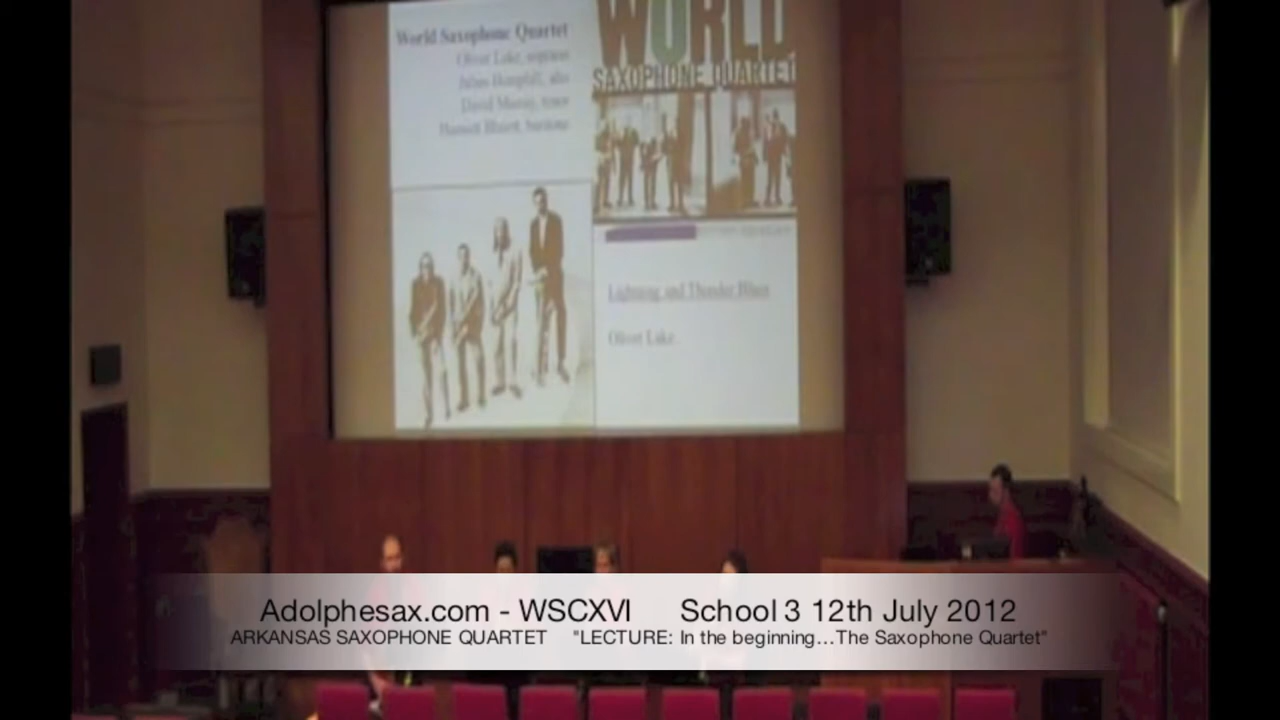 World Saxophone Quartet
Oliver Lake, soprano
Julius Hemphill, alto
David Murray, tenor
Hamiett Bluiett, baritone
WORLD
SAXOPHONE QUARTET
Lightning and Thunder Blues
Oliver Lake
Adolphesax.com - WSCXVI School 3 12th July 2012
ARKANSAS SAXOPHONE QUARTET "LECTURE: In the beginning...The Saxophone Quartet"